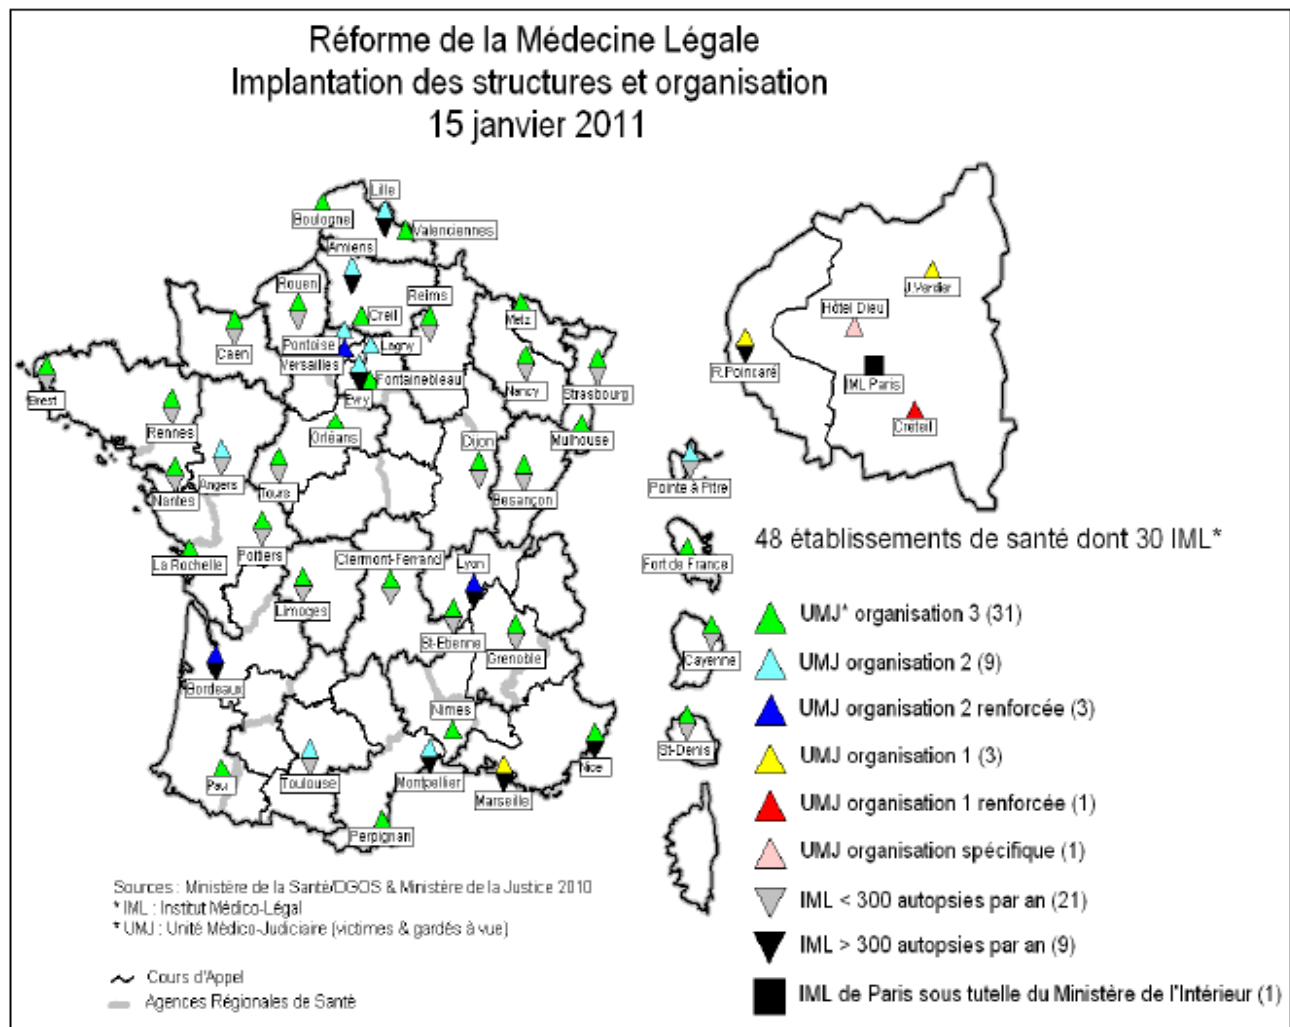 Réforme de la Médecine Légale
Implantation des structures et organisation
15 janvier 2011
Lille
Boulogne
Valenciennes
Amiens
Rouen
Reims
Creil
Metz
Caen
Pontoise
Lagny
Versailles
Fontainebleau
Evry
Nancy
Strasbourg
Brest
Rennes
Orléans
Dijon
Mulhouse
Angers
Nantes
Tours
Besançon
Poitiers
La Rochelle
Clermont-Ferrand
Lyon
Limoges
St-Etienne
Grenoble
Bordeaux
Nimes
Pau
Toulouse
Montpellier
Marseille
Nice
Perpignan
J.Verdier
Hôtel Dieu
R.Poincaré
IML Paris
Créteil
Pointe à Pitre
Fort de France
Cayenne
St-Denis
48 établissements de santé dont 30 IML*
UMJ* organisation 3 (31)
UMJ organisation 2 (9)
UMJ organisation 2 renforcée (3)
UMJ organisation 1 (3)
UMJ organisation 1 renforcée (1)
UMJ organisation spécifique (1)
IML < 300 autopsies par an (21)
IML > 300 autopsies par an (9)
IML de Paris sous tutelle du Ministère de l'Intérieur (1)
Sources : Ministère de la Santé/DGOS & Ministère de la Justice 2010
* IML : Institut Médico-Légal
* UMJ : Unité Médico-Judiciaire (victimes & gardés à vue)
Cours d'Appel
Agences Régionales de Santé